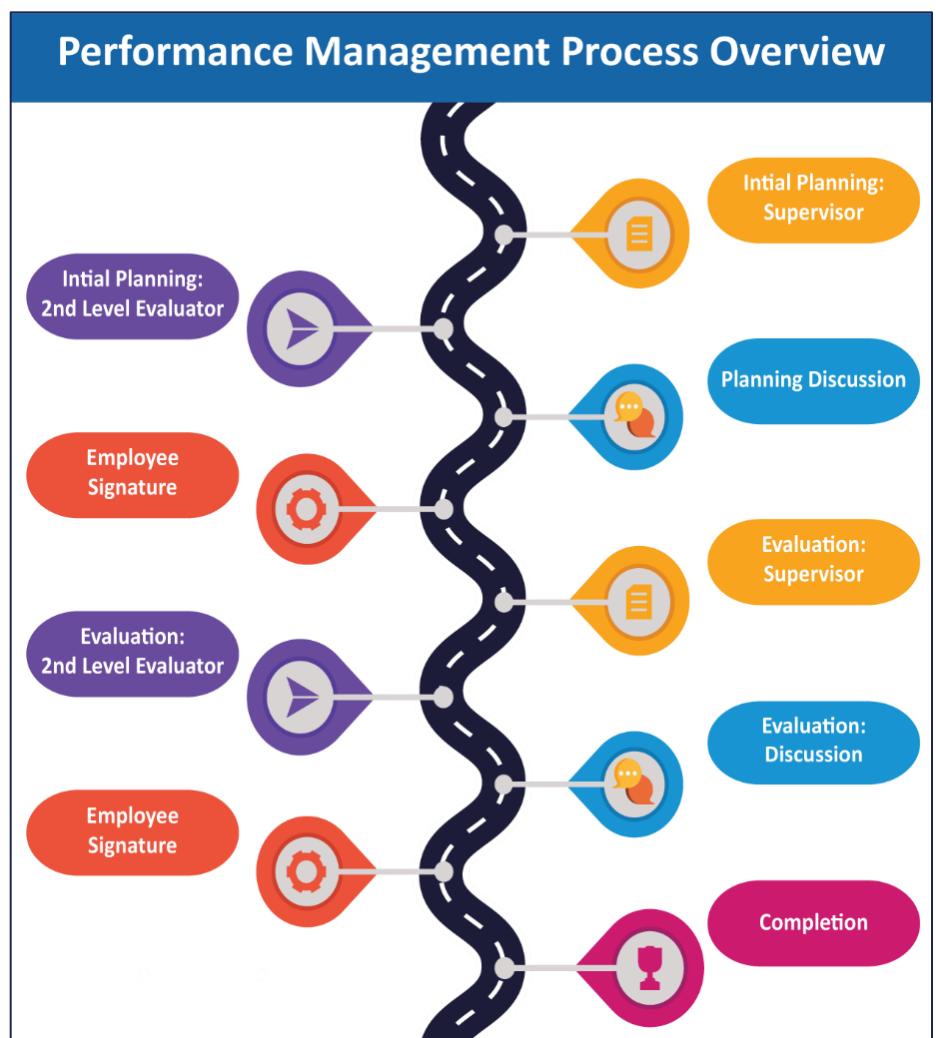 Performance Management Process Overview
Intial Planning:
Supervisor
Intial Planning:
2nd Level Evaluator
Planning Discussion
Employee
Signature
Evaluation:
Supervisor
Evaluation:
2nd Level Evaluator
Evaluation:
Discussion
Employee
Signature
Completion